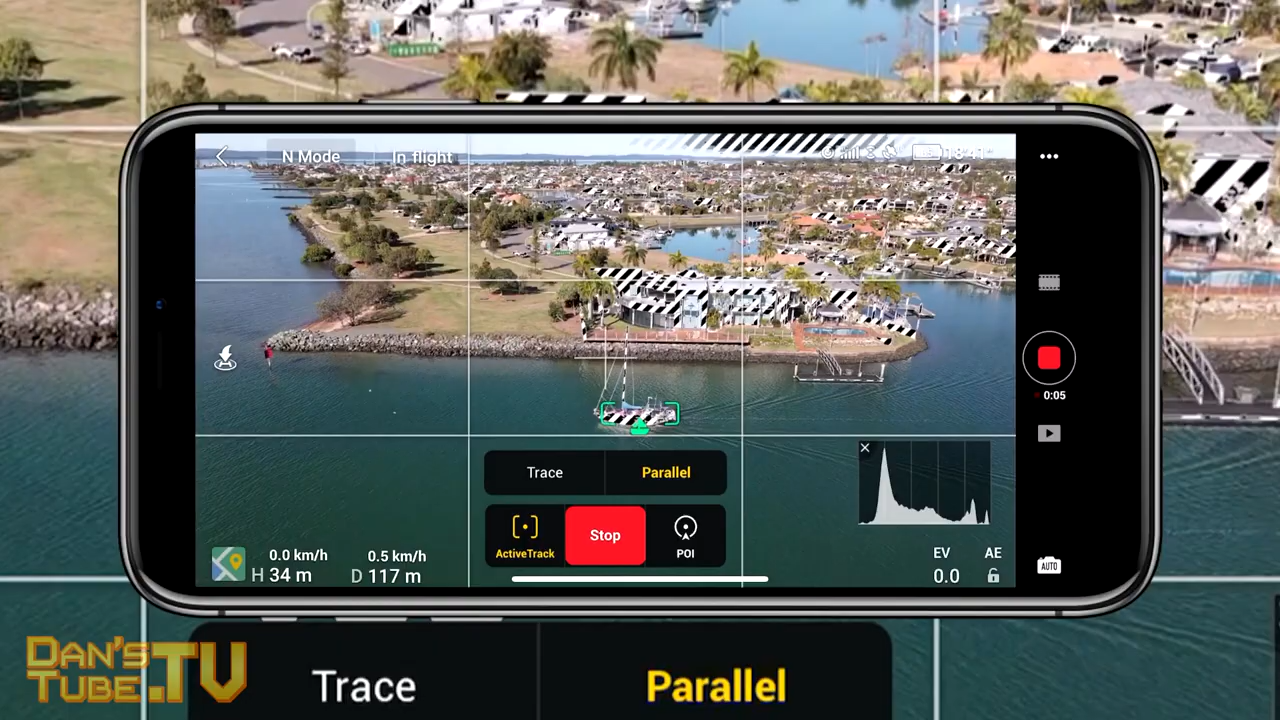 N Mode
In flight
0:05
Trace
Parallel
ActiveTrack
Stop
POI
0.0 km/h
0.5 km/h
H 34 m
D 117 m
EV
AE
0.0
AUTO
DAN'S
TUBE.TV
Trace
Parallel